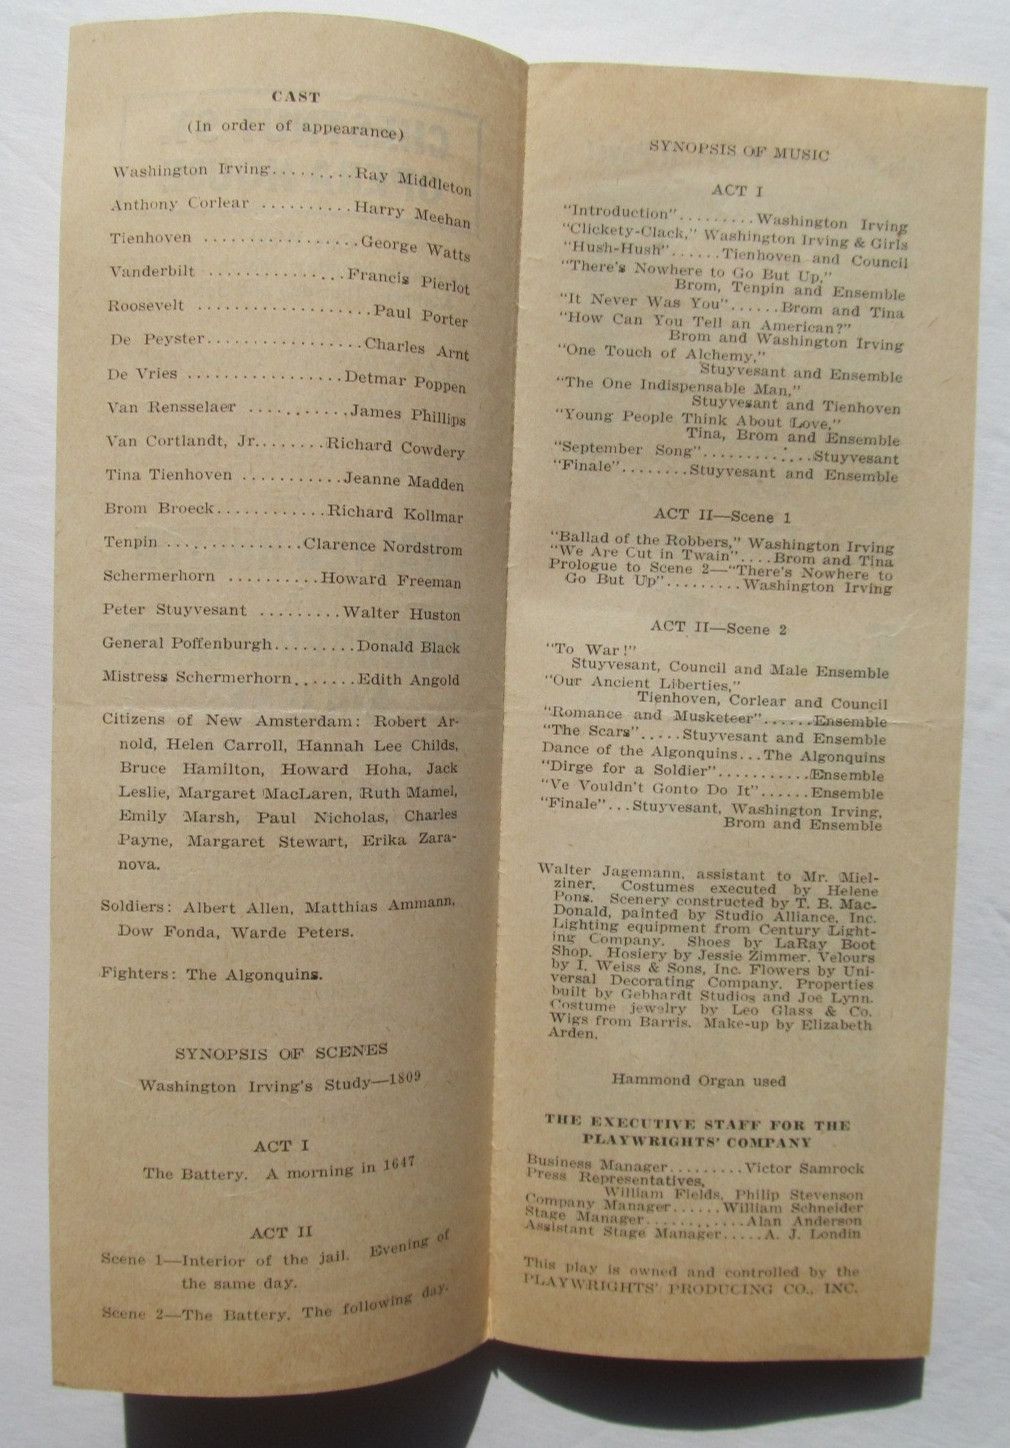 CAST
(In order of appearance)
Washington Irving.........Ray Middleton
Anthony Corlear ..........Harry Meehan
Tienhoven ................George Watts
Vanderbilt ..............Francis Pierlot
Roosevelt ..................Paul Porter
De Peyster................Charles Arnt
De Vries ................Detmar Poppen
Van Rensselaer ..........James Phillips
Van Cortlandt, Jr........Richard Cowdery
Tina Tienhoven ...........Jeanne Madden
Brom Broeck............Richard Kollmar
Tenpin ..............Clarence Nordstrom
Schermerhorn ..........Howard Freeman
Peter Stuyvesant .........Walter Huston
General Poffenburgh.........Donald Black
Mistress Schermerhorn.......Edith Angold
Citizens of New Amsterdam: Robert Ar-
nold, Helen Carroll, Hannah Lee Childs,
Bruce Hamilton, Howard Hoha, Jack
Leslie, Margaret MacLaren, Ruth Mamel,
Emily Marsh, Paul Nicholas, Charles
Payne, Margaret Stewart, Erika Zara-
nova.
Soldiers: Albert Allen, Matthias Ammann,
Dow Fonda, Warde Peters.
Fighters: The Algonquins.
SYNOPSIS OF SCENES
Washington Irving's Study—1809
ACT I
The Battery. A morning in 1647
ACT II
Scene 1—Interior of the jail. Evening of
the same day.
Scene 2—The Battery. The following day.
SYNOPSIS OF MUSIC
ACT I
"Introduction".........Washington Irving
"Clickety-Clack," Washington Irving & Girls
"Hush-Hush"......Tienhoven and Council
"There's Nowhere to Go But Up,"
Brom, Tenpin and Ensemble
"It Never Was You"......Brom and Tina
"How Can You Tell an American?"
Brom and Washington Irving
"One Touch of Alchemy,"
Stuyvesant and Ensemble
"The One Indispensable Man,"
Stuyvesant and Tienhoven
"Young People Think About Love,"
Tina, Brom and Ensemble
"September Song".............Stuyvesant
"Finale"........Stuyvesant and Ensemble
ACT II—Scene 1
"Ballad of the Robbers," Washington Irving
"We Are Cut in Twain"....Brom and Tina
Prologue to Scene 2—"There's Nowhere to
Go But Up".........Washington Irving
ACT II—Scene 2
"To War!"
Stuyvesant, Council and Male Ensemble
"Our Ancient Liberties,"
Tienhoven, Corlear and Council
"Romance and Musketeer"......Ensemble
"The Scars".....Stuyvesant and Ensemble
Dance of the Algonquins...The Algonquins
"Dirge for a Soldier"...........Ensemble
"Ve Vouldn't Gonto Do It"......Ensemble
"Finale"...Stuyvesant, Washington Irving,
Brom and Ensemble
Walter Jagemann, assistant to Mr. Miel-
ziner. Costumes executed by Helene
Pons. Scenery constructed by T. B. Mac-
Donald, painted by Studio Alliance, Inc.
Lighting equipment from Century Light-
ing Company. Shoes by LaRay Boot
Shop. Hosiery by Jessie Zimmer. Velours
by I. Weiss & Sons, Inc. Flowers by Uni-
versal Decorating Company. Properties
built by Gebhardt Studios and Joe Lynn.
Costume jewelry by Leo Glass & Co.
Wigs from Barris. Make-up by Elizabeth
Arden.
Hammond Organ used
THE EXECUTIVE STAFF FOR THE
PLAYWRIGHTS' COMPANY
Business Manager.........Victor Samrock
Press Representatives,
William Fields, Philip Stevenson
Company Manager......William Schneider
Stage Manager............Alan Anderson
Assistant Stage Manager.....A. J. Londin
This play is owned and controlled by the
PLAYWRIGHTS' PRODUCING CO., INC.